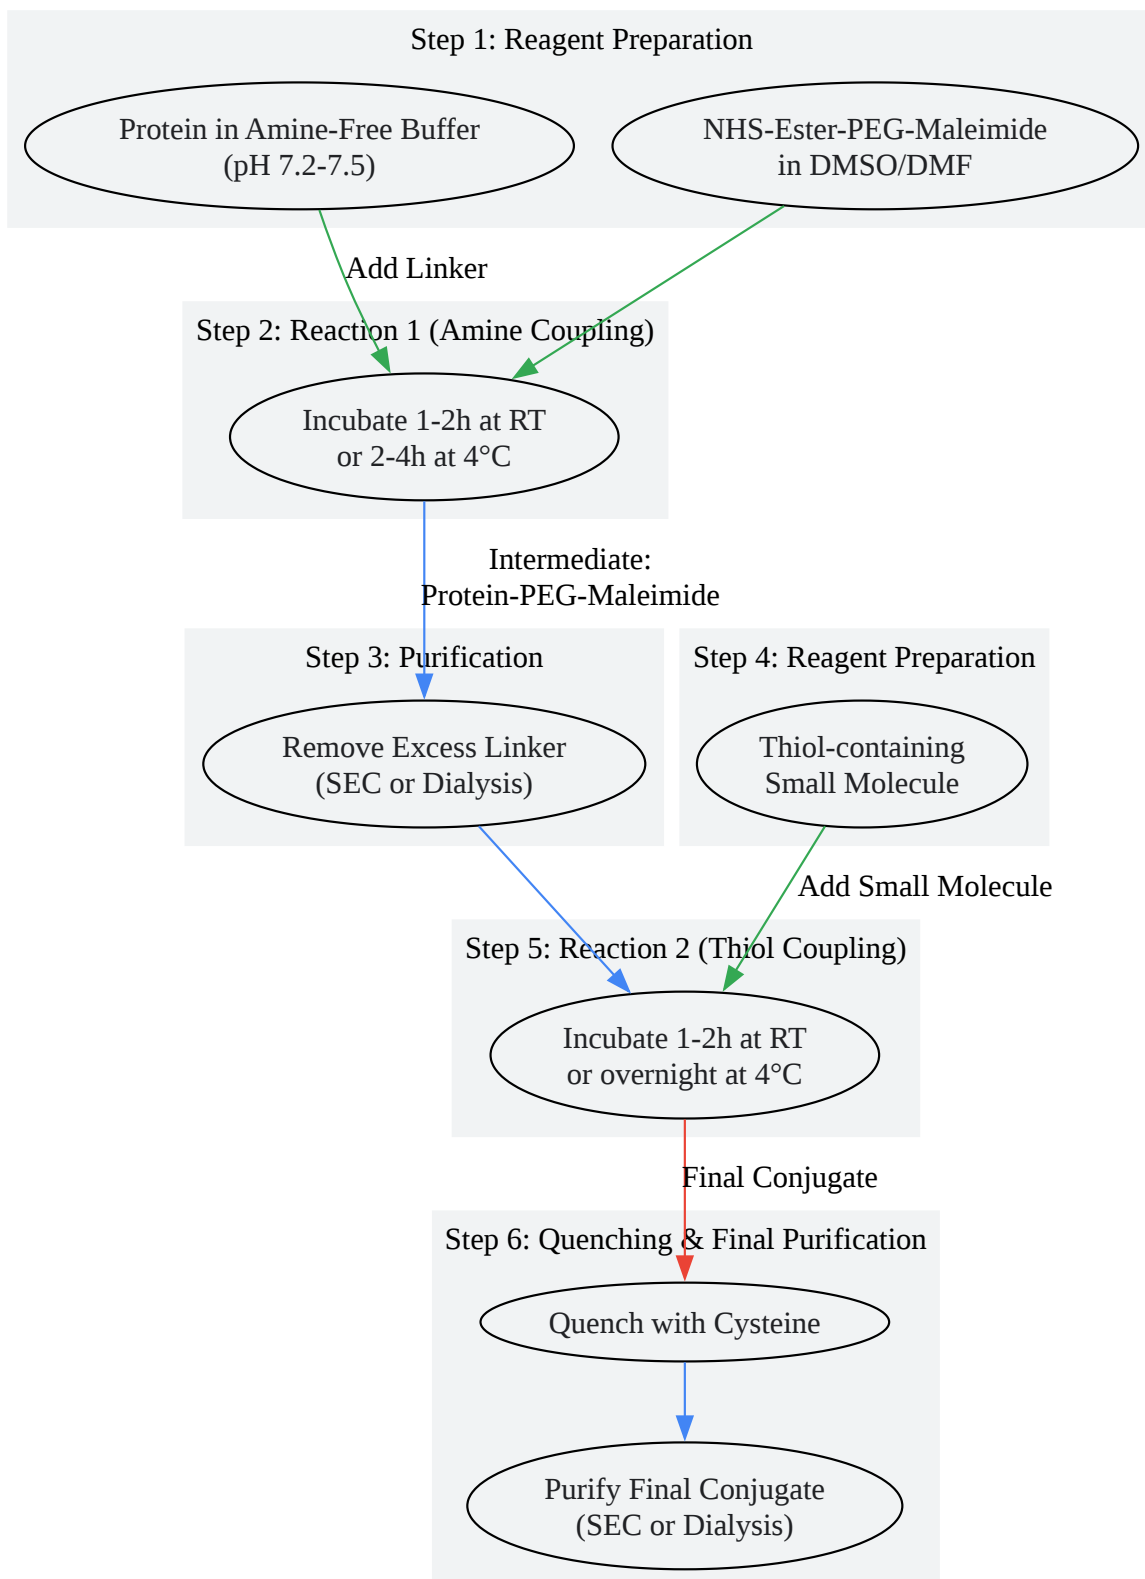 Step 1: Reagent Preparation
Protein in Amine-Free Buffer
(pH 7.2-7.5)
NHS-Ester-PEG-Maleimide
in DMSO/DMF
Add Linker
Step 2: Reaction 1 (Amine Coupling)
Incubate 1-2h at RT
or 2-4h at 4°C
Intermediate:
Protein-PEG-Maleimide
Step 3: Purification
Remove Excess Linker
(SEC or Dialysis)
Step 4: Reagent Preparation
Thiol-containing
Small Molecule
Add Small Molecule
Step 5: Reaction 2 (Thiol Coupling)
Incubate 1-2h at RT
or overnight at 4°C
Final Conjugate
Step 6: Quenching & Final Purification
Quench with Cysteine
Purify Final Conjugate
(SEC or Dialysis)